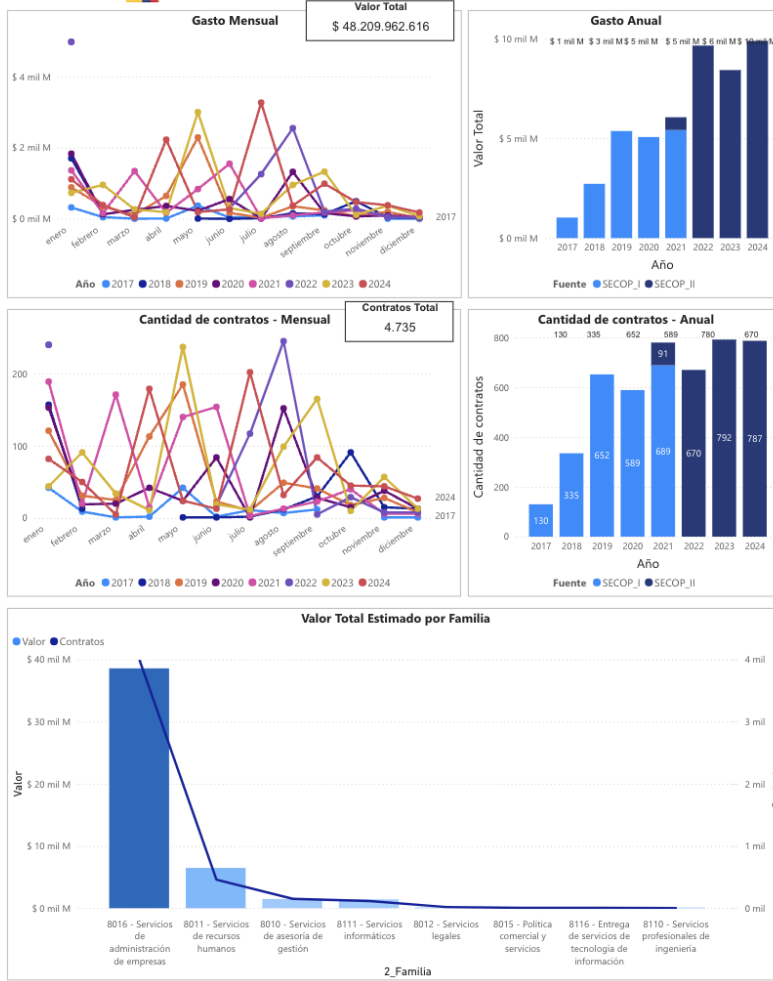 Gasto Mensual
Valor Total
$ 48.209.962.616
$ 4 mil M
$ 2 mil M
$ 0 mil M
2017
enero
febrero
marzo
abril
mayo
junio
julio
agosto
septiembre
octubre
noviembre
diciembre
Año 2017 2018 2019 2020 2021 2022 2023 2024
Gasto Anual
$ 1 mil M $ 3 mil M $ 5 mil M $ 5 mil M $ 6 mil M
Valor Total
$ 10 mil M
$ 5 mil M
$ 0 mil M
2017 2018 2019 2020 2021 2022 2023 2024
Año
Fuente SECOP_I SECOP_II
Cantidad de contratos - Mensual
Contratos Total
4.735
200
100
0
2024
2017
enero
febrero
marzo
abril
mayo
junio
julio
agosto
septiembre
octubre
noviembre
diciembre
Año 2017 2018 2019 2020 2021 2022 2023 2024
Cantidad de contratos - Anual
130 335 652 589 780 670
Cantidad de contratos
800
600
400
200
0
130
335
652
589
91
689
670
792
787
2017 2018 2019 2020 2021 2022 2023 2024
Año
Fuente SECOP_I SECOP_II
Valor Total Estimado por Familia
Valor Contratos
Valor
$ 40 mil M
$ 30 mil M
$ 20 mil M
$ 10 mil M
$ 0 mil M
4 mil
3 mil
2 mil
1 mil
0 mil
8016 - Servicios
de
administración
de empresas
8011 - Servicios
de recursos
humanos
8010 - Servicios
de asesoría de
gestión
8111 - Servicios
informáticos
8012 - Servicios
legales
8015 - Política
comercial y
servicios
8116 - Entrega
de servicios de
tecnología de
información
8110 - Servicios
profesionales de
ingeniería
2_Familia